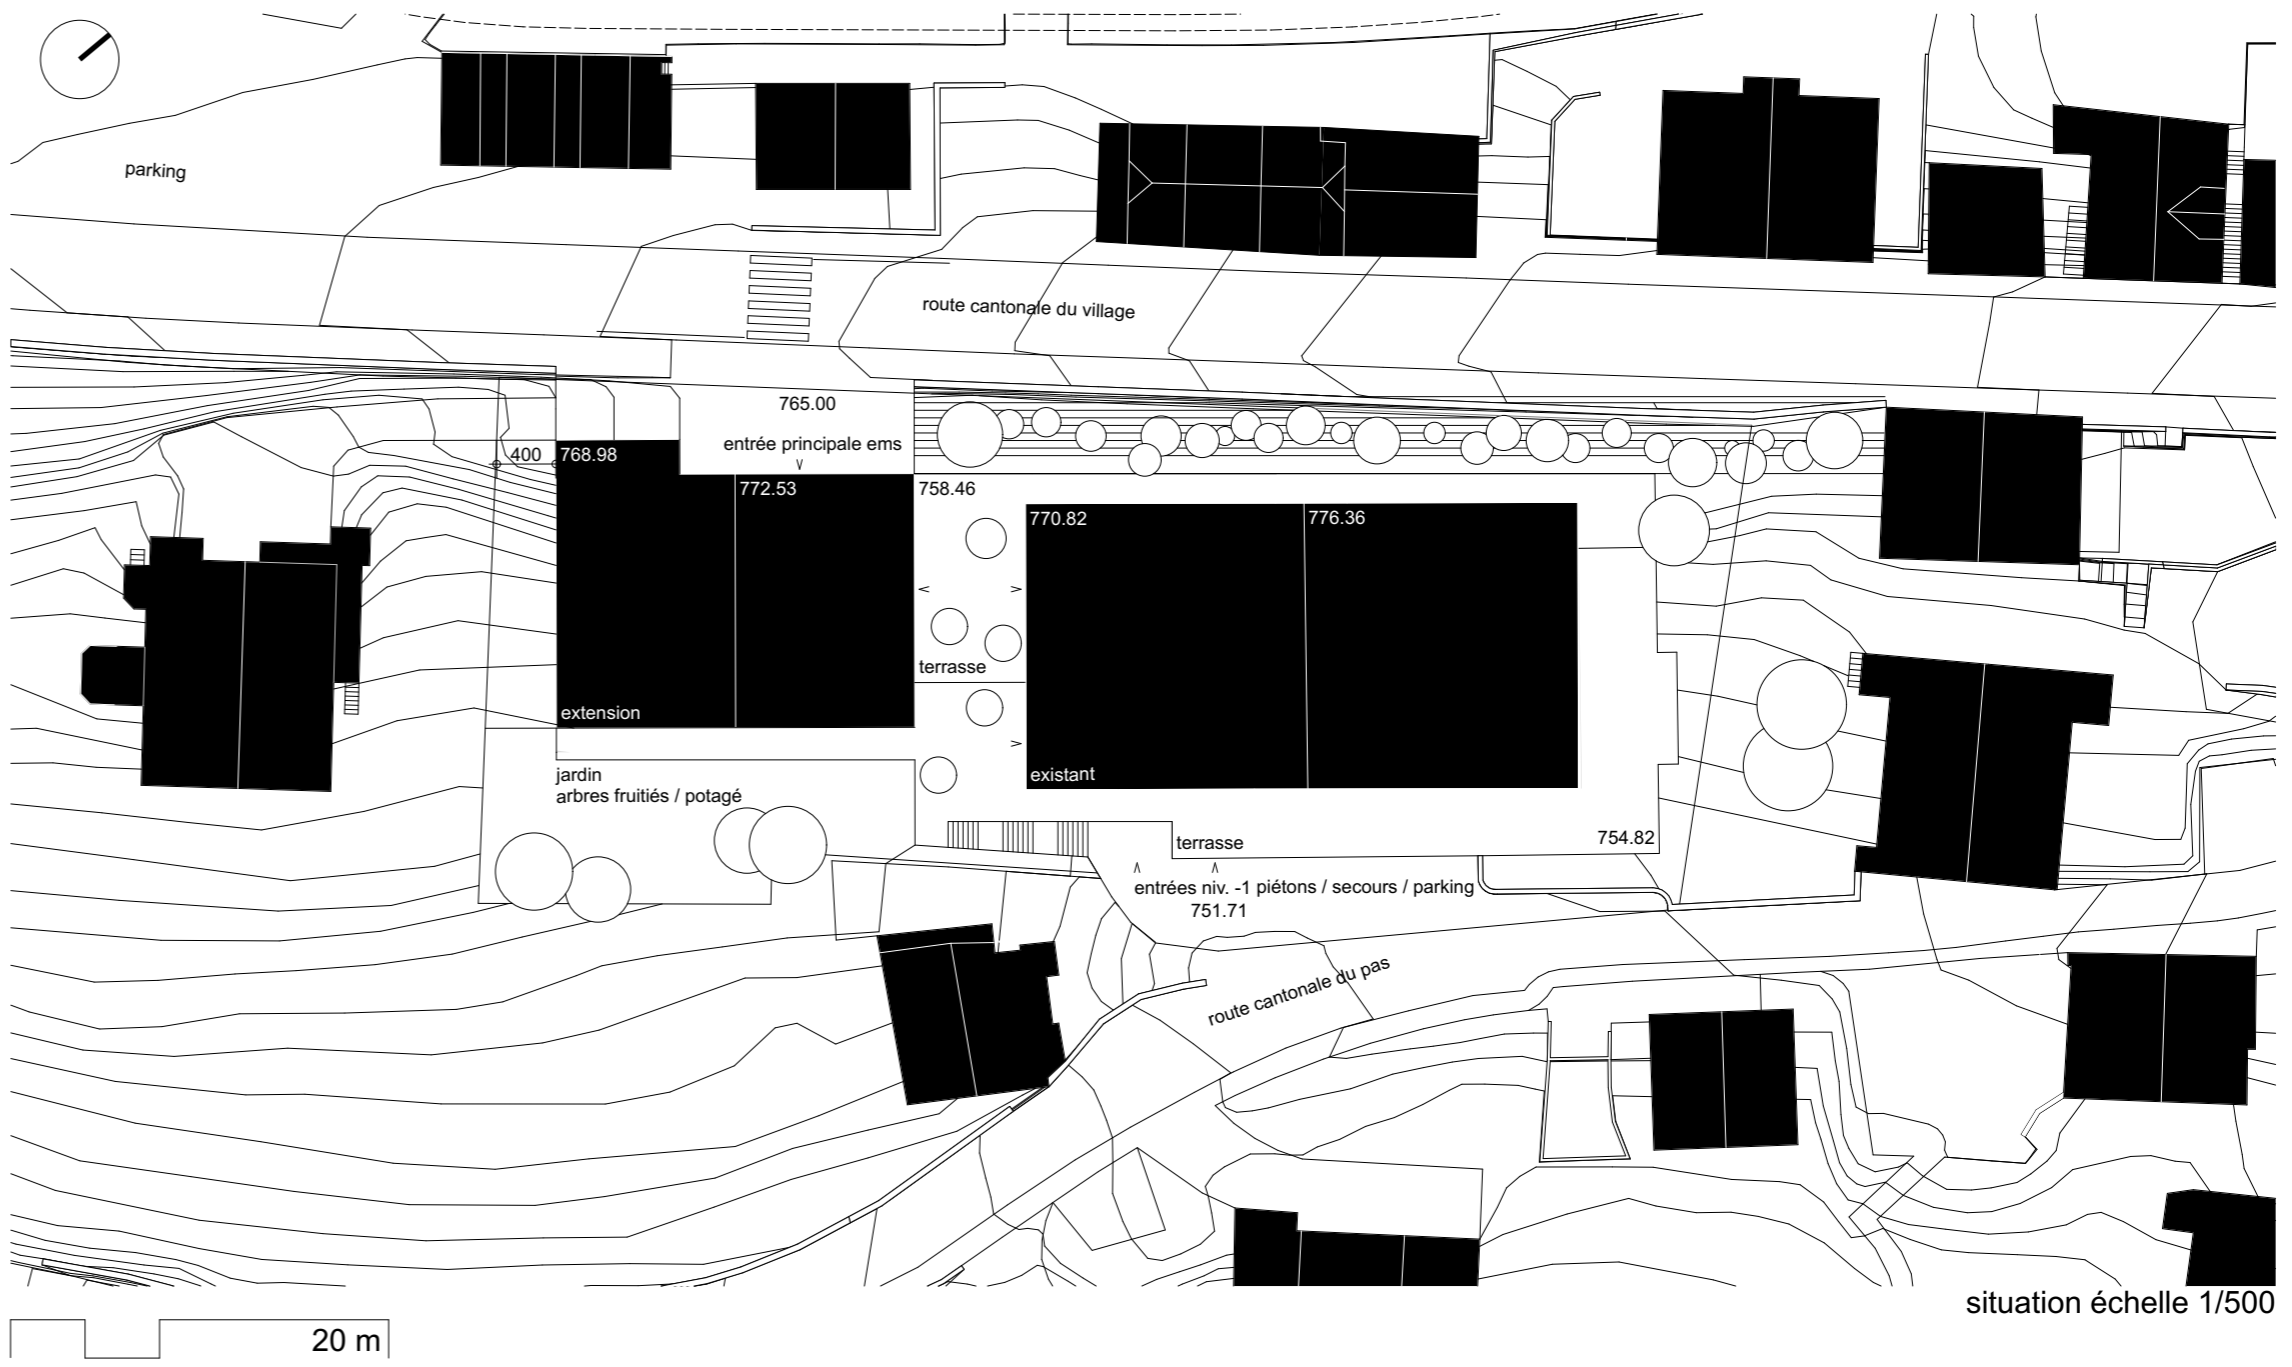 parking
route cantonale du village
765.00
entrée principale ems
400
768.98
772.53
758.46
770.82
776.36
terrasse
extension
existant
jardin
arbres fruitiés / potagé
terrasse
754.82
entrées niv. -1 piétons / secours / parking
751.71
route cantonale du pas
situation échelle 1/500
20 m